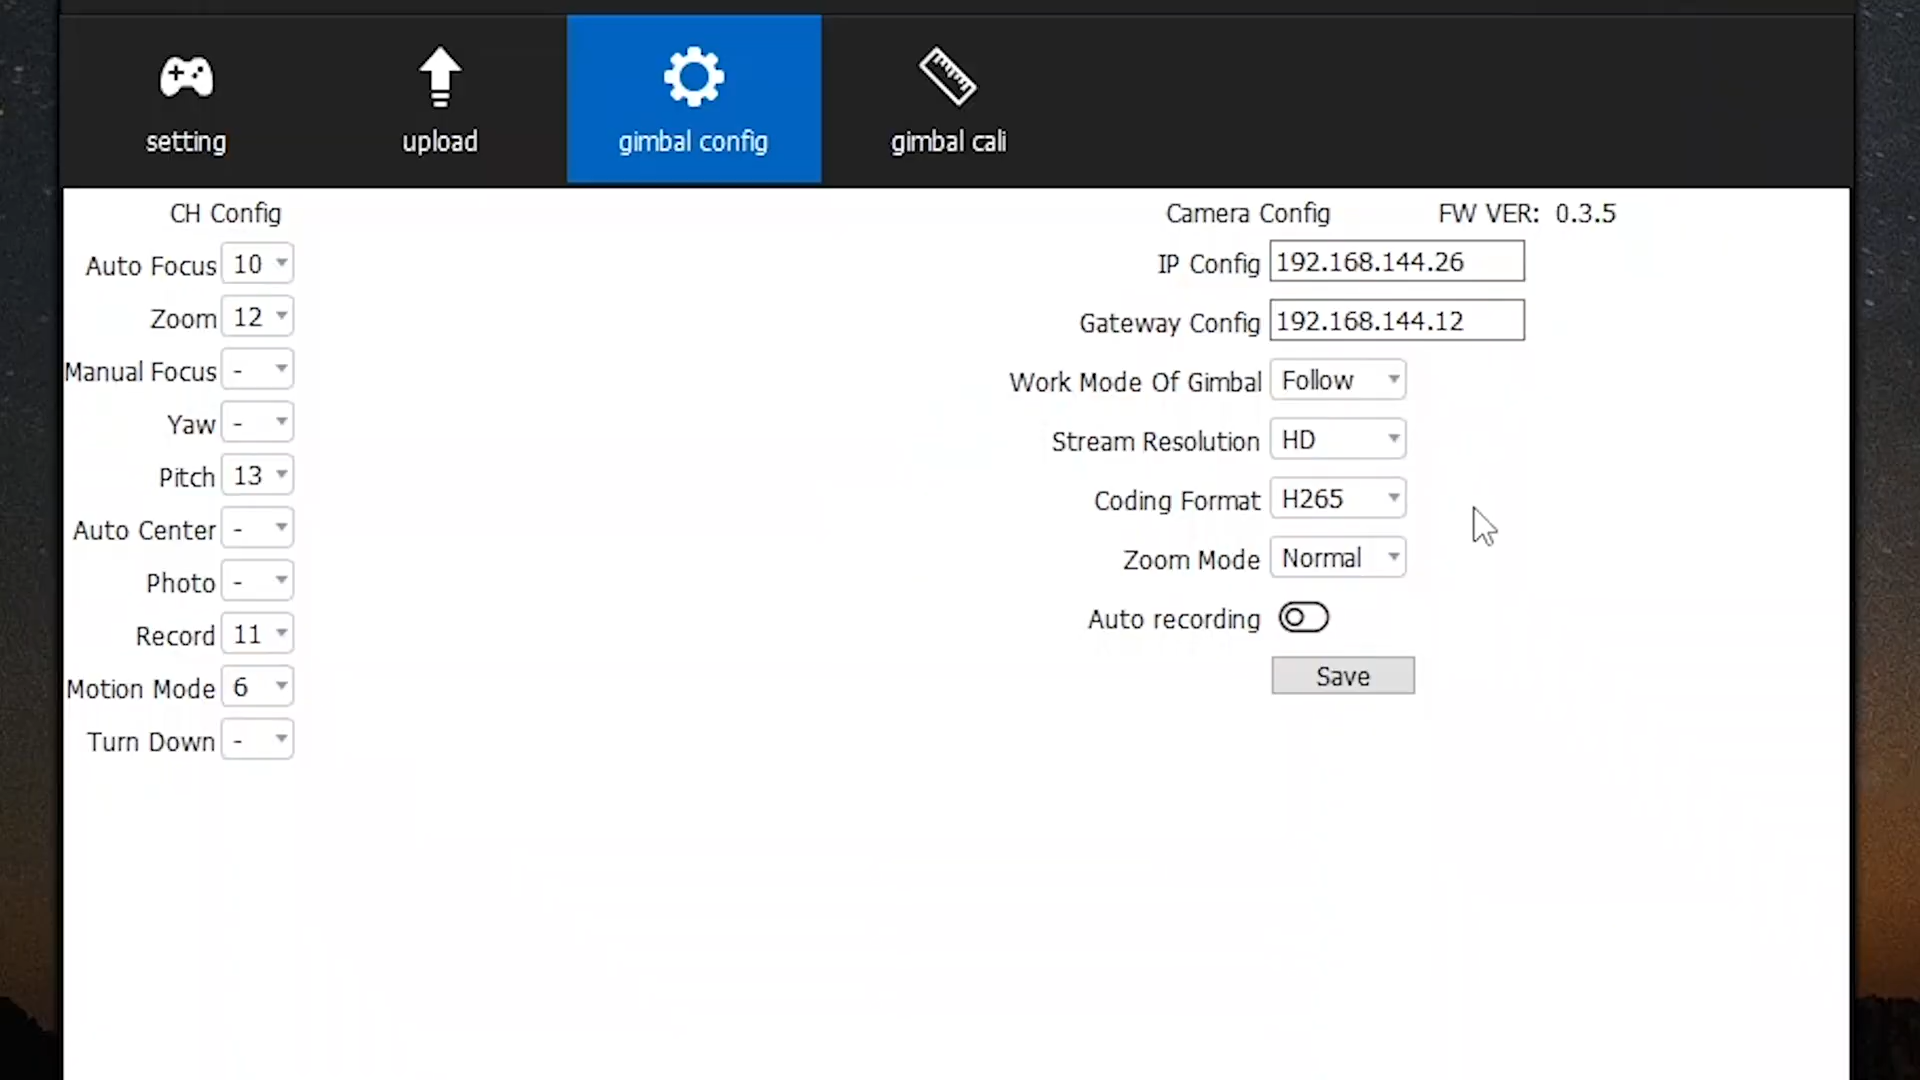 setting
upload
gimbal config
gimbal cali
CH Config
Auto Focus 10
Zoom 12
Manual Focus -
Yaw -
Pitch 13
Auto Center -
Photo -
Record 11
Motion Mode 6
Turn Down -
Camera Config FW VER: 0.3.5
IP Config 192.168.144.26
Gateway Config 192.168.144.12
Work Mode Of Gimbal Follow
Stream Resolution HD
Coding Format H265
Zoom Mode Normal
Auto recording
Save